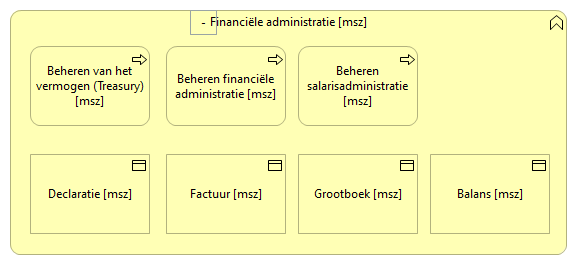 - Financiële administratie [msz]
Beheren van het
vermogen (Treasury)
[msz]
Beheren financiële
administratie [msz]
Beheren
salarisadministratie
[msz]
Declaratie [msz]
Factuur [msz]
Grootboek [msz]
Balans [msz]